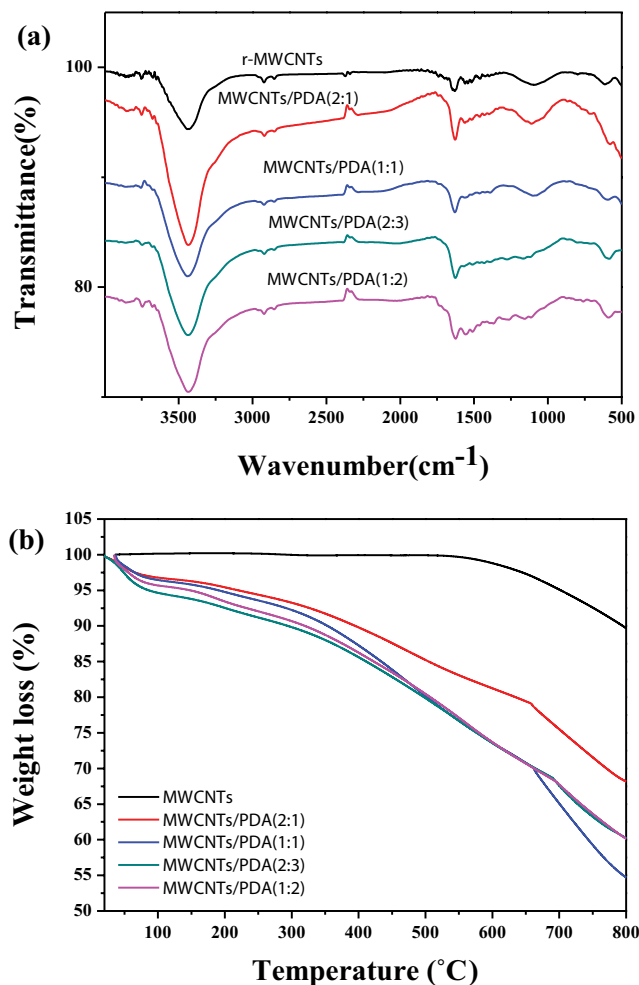 (a)
100
80
Transmittance(%)
r-MWCNTs
MWCNTs/PDA(2:1)
MWCNTs/PDA(1:1)
MWCNTs/PDA(2:3)
MWCNTs/PDA(1:2)
3500 3000 2500 2000 1500 1000 500
Wavenumber(cm-1)
(b)
105
100
95
90
85
80
75
70
65
60
55
50
Weight loss (%)
MWCNTs
MWCNTs/PDA(2:1)
MWCNTs/PDA(1:1)
MWCNTs/PDA(2:3)
MWCNTs/PDA(1:2)
100 200 300 400 500 600 700 800
Temperature (˚C)